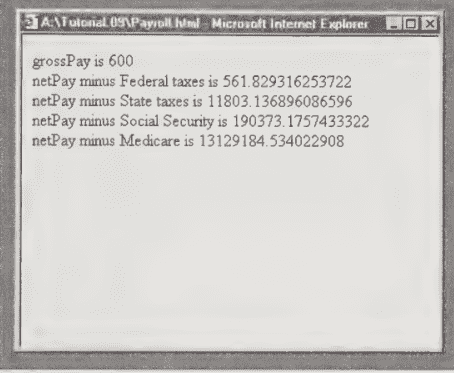 A:\Tutorial.09\Payroll.html - Microsoft Internet Explorer
grossPay is 600
netPay minus Federal taxes is 561.829316253722
netPay minus State taxes is 11803.136896086596
netPay minus Social Security is 190373.1757433322
netPay minus Medicare is 13129184.534022908